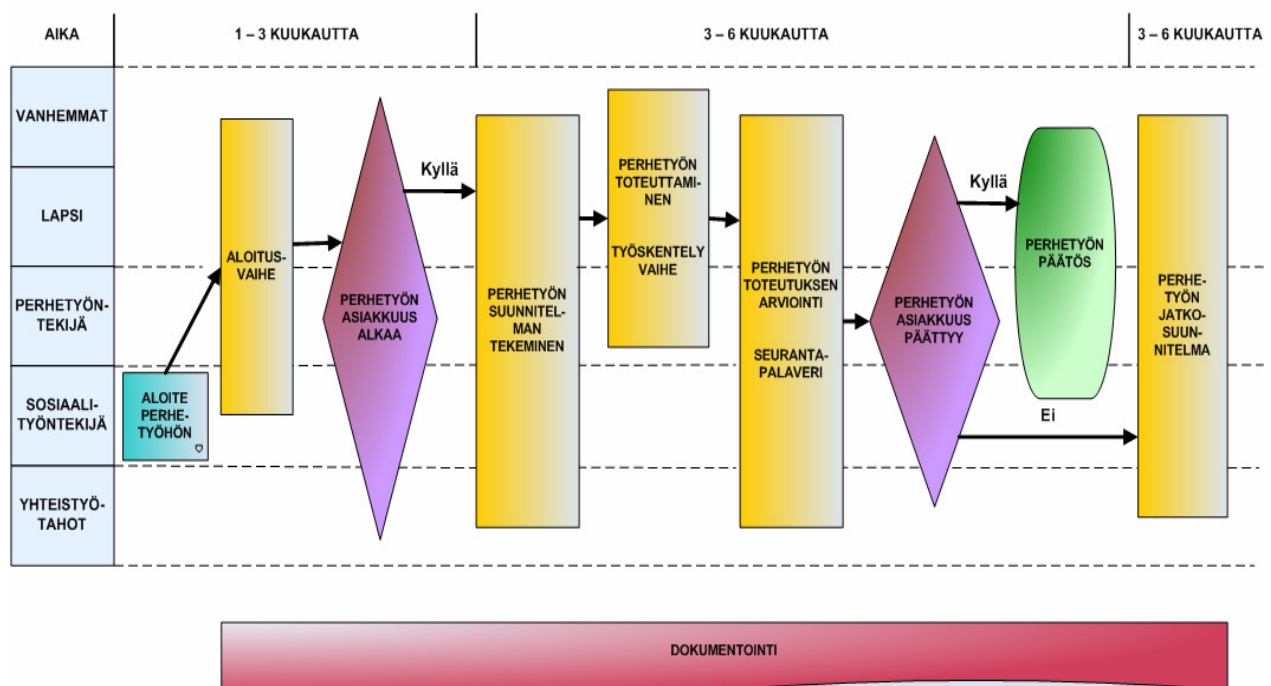 AIKA
1 – 3 KUUKAUTTA
3 – 6 KUUKAUTTA
3 – 6 KUUKAUTTA
VANHEMMAT
LAPSI
PERHETYÖN-
TEKIJÄ
SOSIAALI-
TYÖNTEKIJÄ
YHTEISTYÖ-
TAHOT
ALOITE
PERHE-
TYÖHÖN
ALOITUS-
VAIHE
PERHETYÖN
ASIAKKUUS
ALKAA
Kyllä
PERHETYÖN
SUUNNITEL-
MAN
TEKEMINEN
PERHETYÖN
TOTEUTTAMI-
NEN
TYÖSKENTELY
VAIHE
PERHETYÖN
TOTEUTUKSEN
ARVIOINTI
SEURANTA-
PALAVERI
PERHETYÖN
ASIAKKUUS
PÄÄTTYY
Kyllä
PERHETYÖN
PÄÄTÖS
Ei
PERHE-
TYÖN
JATKO-
SUUN-
NITELMA
DOKUMENTOINTI